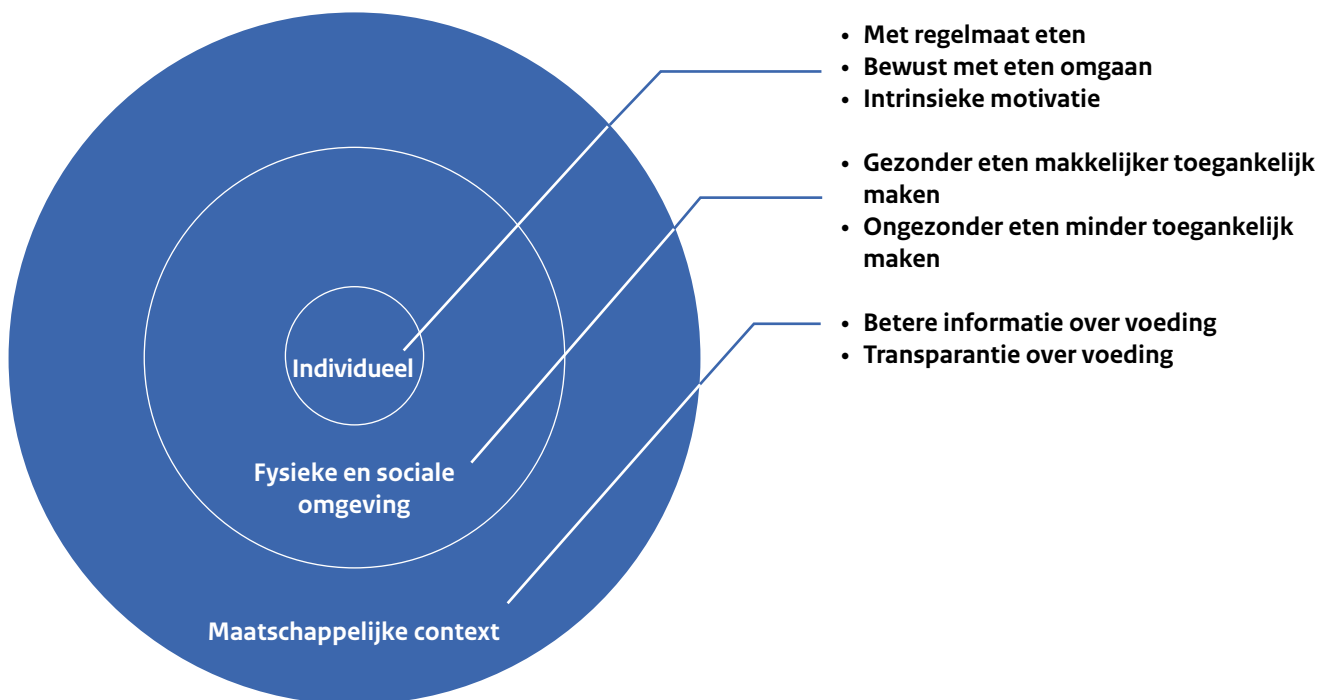 • Met regelmaat eten
• Bewust met eten omgaan
• Intrinsieke motivatie
• Gezonder eten makkelijker toegankelijk
maken
• Ongezonder eten minder toegankelijk
maken
• Betere informatie over voeding
• Transparantie over voeding
Individueel
Fysieke en sociale
omgeving
Maatschappelijke context